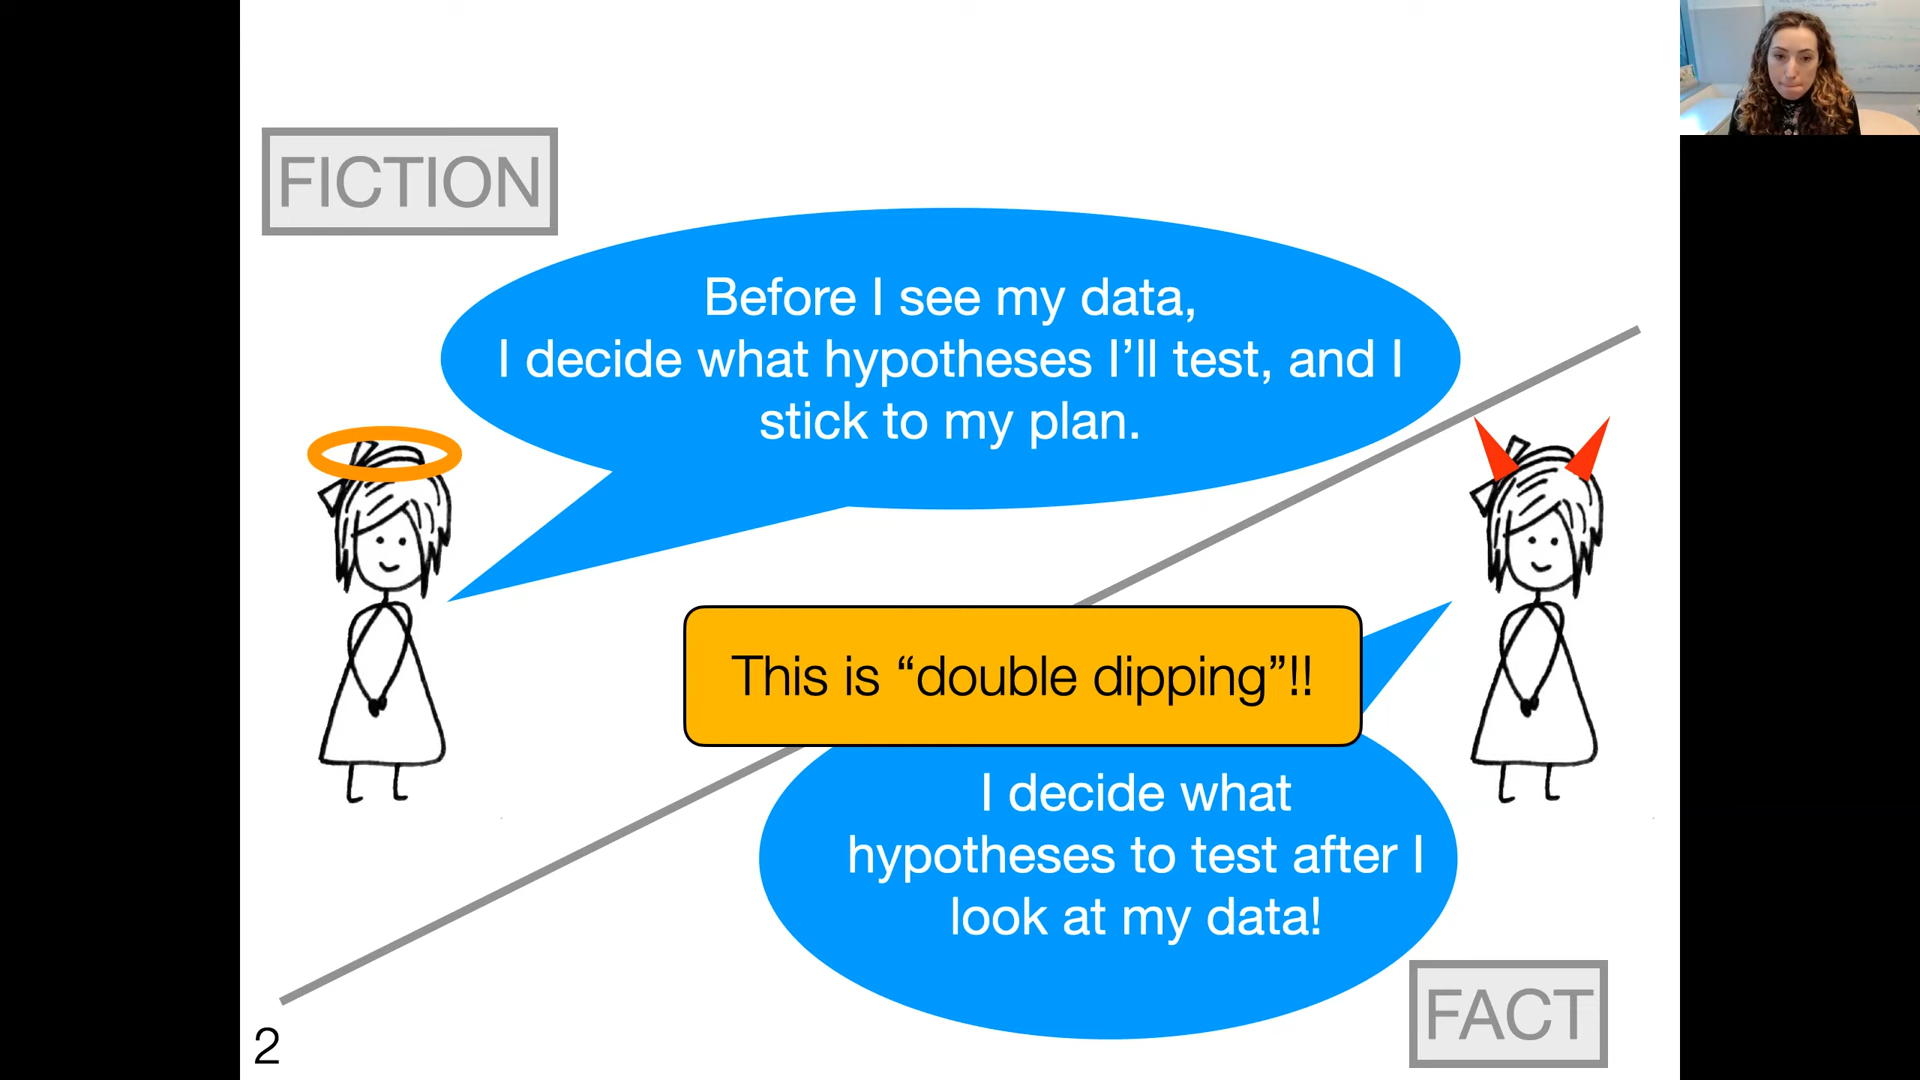 FICTION
Before I see my data,
I decide what hypotheses I’ll test, and I
stick to my plan.
This is “double dipping”!!
I decide what
hypotheses to test after I
look at my data!
FACT
2